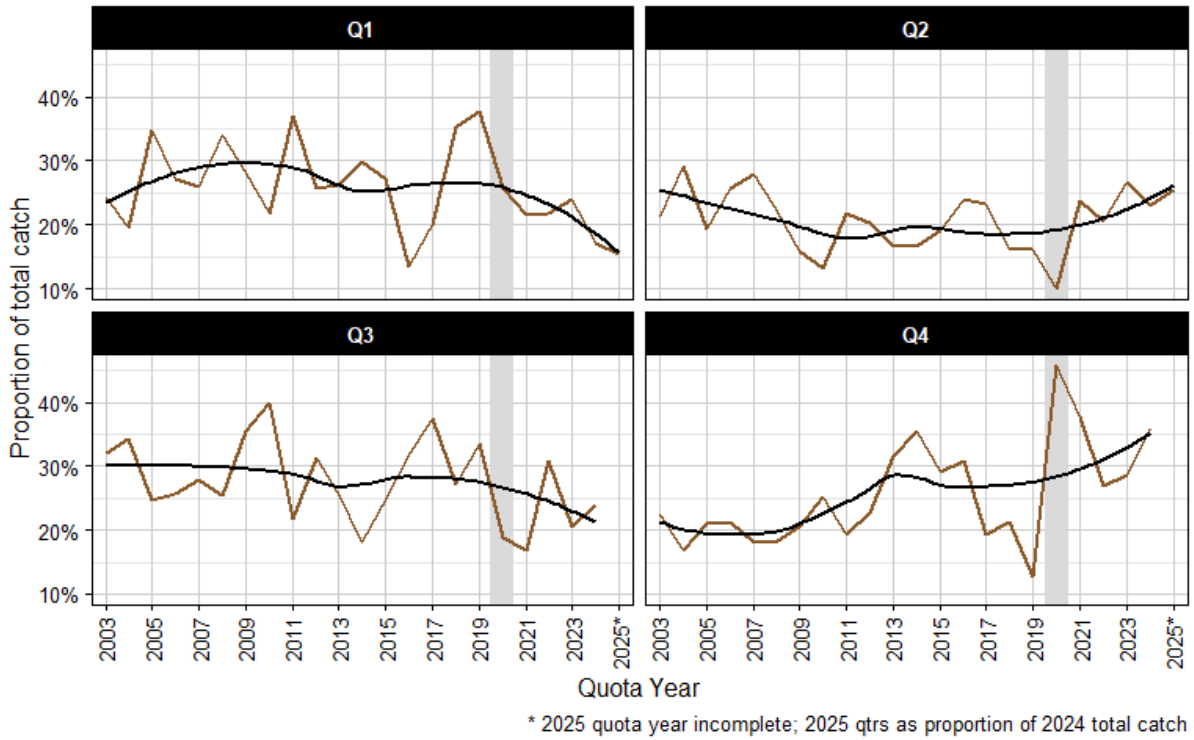 Q1
Q2
40%
30%
20%
10%
Q3
Q4
40%
30%
20%
10%
Proportion of total catch
2003 2005 2007 2009 2011 2013 2015 2017 2019 2021 2023 2025*
2003 2005 2007 2009 2011 2013 2015 2017 2019 2021 2023 2025*
Quota Year
* 2025 quota year incomplete; 2025 qtrs as proportion of 2024 total catch